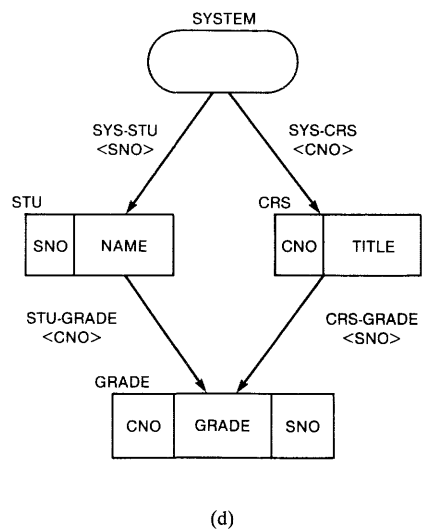 SYSTEM
SYS-STU
<SNO>
SYS-CRS
<CNO>
STU
SNO
NAME
CRS
CNO
TITLE
STU-GRADE
<CNO>
CRS-GRADE
<SNO>
GRADE
CNO
GRADE
SNO
(d)